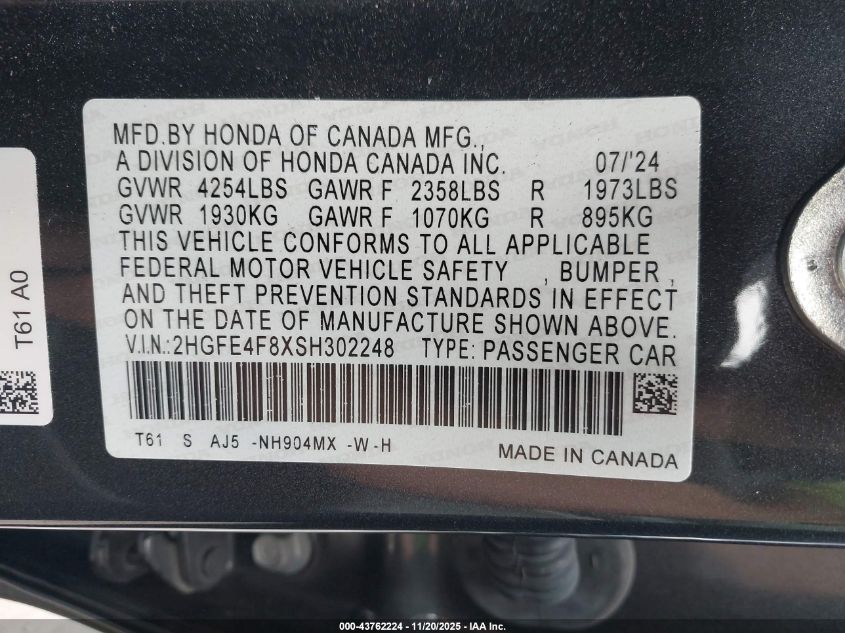 MFD.BY HONDA OF CANADA MFG.,
A DIVISION OF HONDA CANADA INC. 07/'24
GVWR 4254LBS GAWR F 2358LBS R 1973LBS
GVWR 1930KG GAWR F 1070KG R 895KG
THIS VEHICLE CONFORMS TO ALL APPLICABLE
FEDERAL MOTOR VEHICLE SAFETY , BUMPER ,
AND THEFT PREVENTION STANDARDS IN EFFECT
ON THE DATE OF MANUFACTURE SHOWN ABOVE.
V.I.N.:2HGFE4F8XSH302248 TYPE: PASSENGER CAR
T61 S AJ5 -NH904MX -W-H
MADE IN CANADA
T61 A0
000-43762224 - 11/20/2025 - IAA Inc.